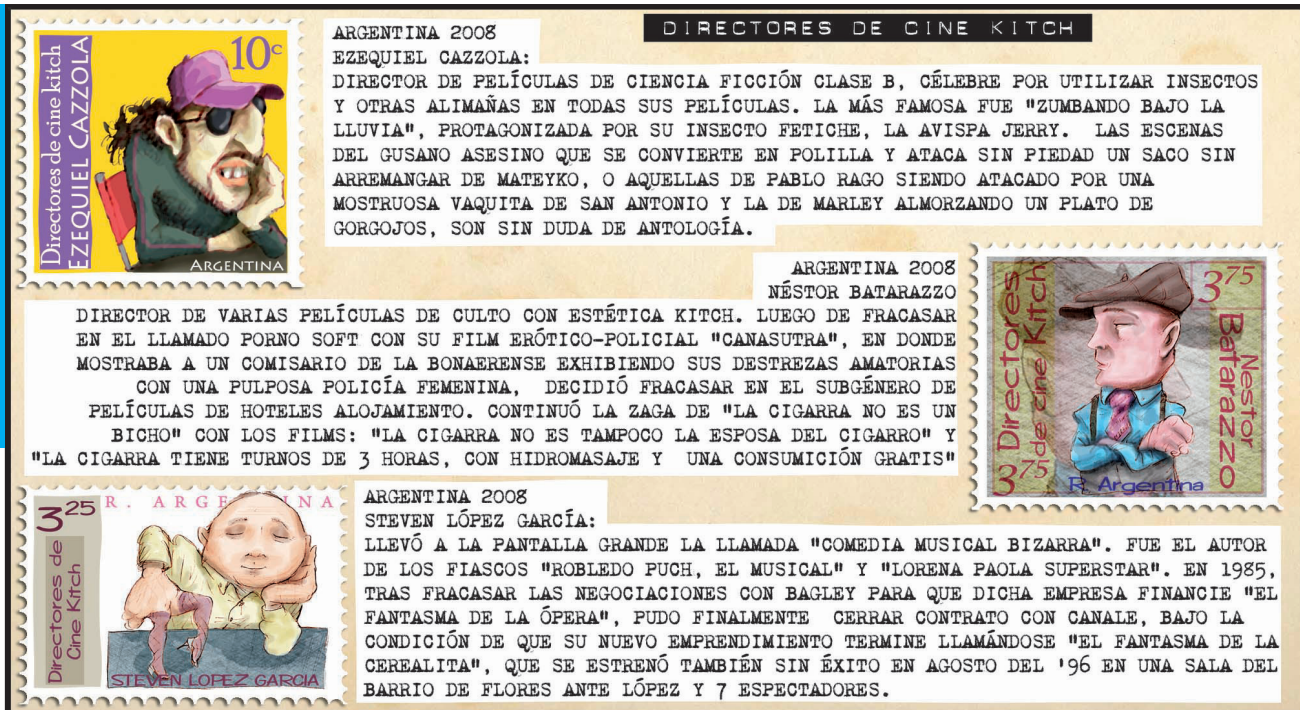 DIRECTORES DE CINE KITCH
Directores de cine kitch
EZEQUIEL CAZZOLA
10c
ARGENTINA
ARGENTINA 2008
EZEQUIEL CAZZOLA:
DIRECTOR DE PELÍCULAS DE CIENCIA FICCIÓN CLASE B, CÉLEBRE POR UTILIZAR INSECTOS
Y OTRAS ALIMAÑAS EN TODAS SUS PELÍCULAS. LA MÁS FAMOSA FUE "ZUMBANDO BAJO LA
LLUVIA", PROTAGONIZADA POR SU INSECTO FETICHE, LA AVISPA JERRY. LAS ESCENAS
DEL GUSANO ASESINO QUE SE CONVIERTE EN POLILLA Y ATACA SIN PIEDAD UN SACO SIN
ARREMANGAR DE MATEYKO, O AQUELLAS DE PABLO RAGO SIENDO ATACADO POR UNA
MOSTRUOSA VAQUITA DE SAN ANTONIO Y LA DE MARLEY ALMORZANDO UN PLATO DE
GORGOJOS, SON SIN DUDA DE ANTOLOGÍA.
ARGENTINA 2008
NÉSTOR BATARAZZO
DIRECTOR DE VARIAS PELÍCULAS DE CULTO CON ESTÉTICA KITCH. LUEGO DE FRACASAR
EN EL LLAMADO PORNO SOFT CON SU FILM ERÓTICO-POLICIAL "CANASUTRA", EN DONDE
MOSTRABA A UN COMISARIO DE LA BONAERENSE EXHIBIENDO SUS DESTREZAS AMATORIAS
CON UNA PULPOSA POLICÍA FEMENINA, DECIDIÓ FRACASAR EN EL SUBGÉNERO DE
PELÍCULAS DE HOTELES ALOJAMIENTO. CONTINUÓ LA ZAGA DE "LA CIGARRA NO ES UN
BICHO" CON LOS FILMS: "LA CIGARRA NO ES TAMPOCO LA ESPOSA DEL CIGARRO" Y
"LA CIGARRA TIENE TURNOS DE 3 HORAS, CON HIDROMASAJE Y UNA CONSUMICIÓN GRATIS"
Directores
de cine Kitch
3 75
Nestor
Batarazzo
3 75
R. Argentina
3 25
R. ARGENTINA
Directores de
Cine Kitch
STEVEN LOPEZ GARCIA
ARGENTINA 2008
STEVEN LÓPEZ GARCÍA:
LLEVÓ A LA PANTALLA GRANDE LA LLAMADA "COMEDIA MUSICAL BIZARRA". FUE EL AUTOR
DE LOS FIASCOS "ROBLEDO PUCH, EL MUSICAL" Y "LORENA PAOLA SUPERSTAR". EN 1985,
TRAS FRACASAR LAS NEGOCIACIONES CON BAGLEY PARA QUE DICHA EMPRESA FINANCIE "EL
FANTASMA DE LA ÓPERA", PUDO FINALMENTE CERRAR CONTRATO CON CANALE, BAJO LA
CONDICIÓN DE QUE SU NUEVO EMPRENDIMIENTO TERMINE LLAMÁNDOSE "EL FANTASMA DE LA
CEREALITA", QUE SE ESTRENÓ TAMBIÉN SIN ÉXITO EN AGOSTO DEL '96 EN UNA SALA DEL
BARRIO DE FLORES ANTE LÓPEZ Y 7 ESPECTADORES.